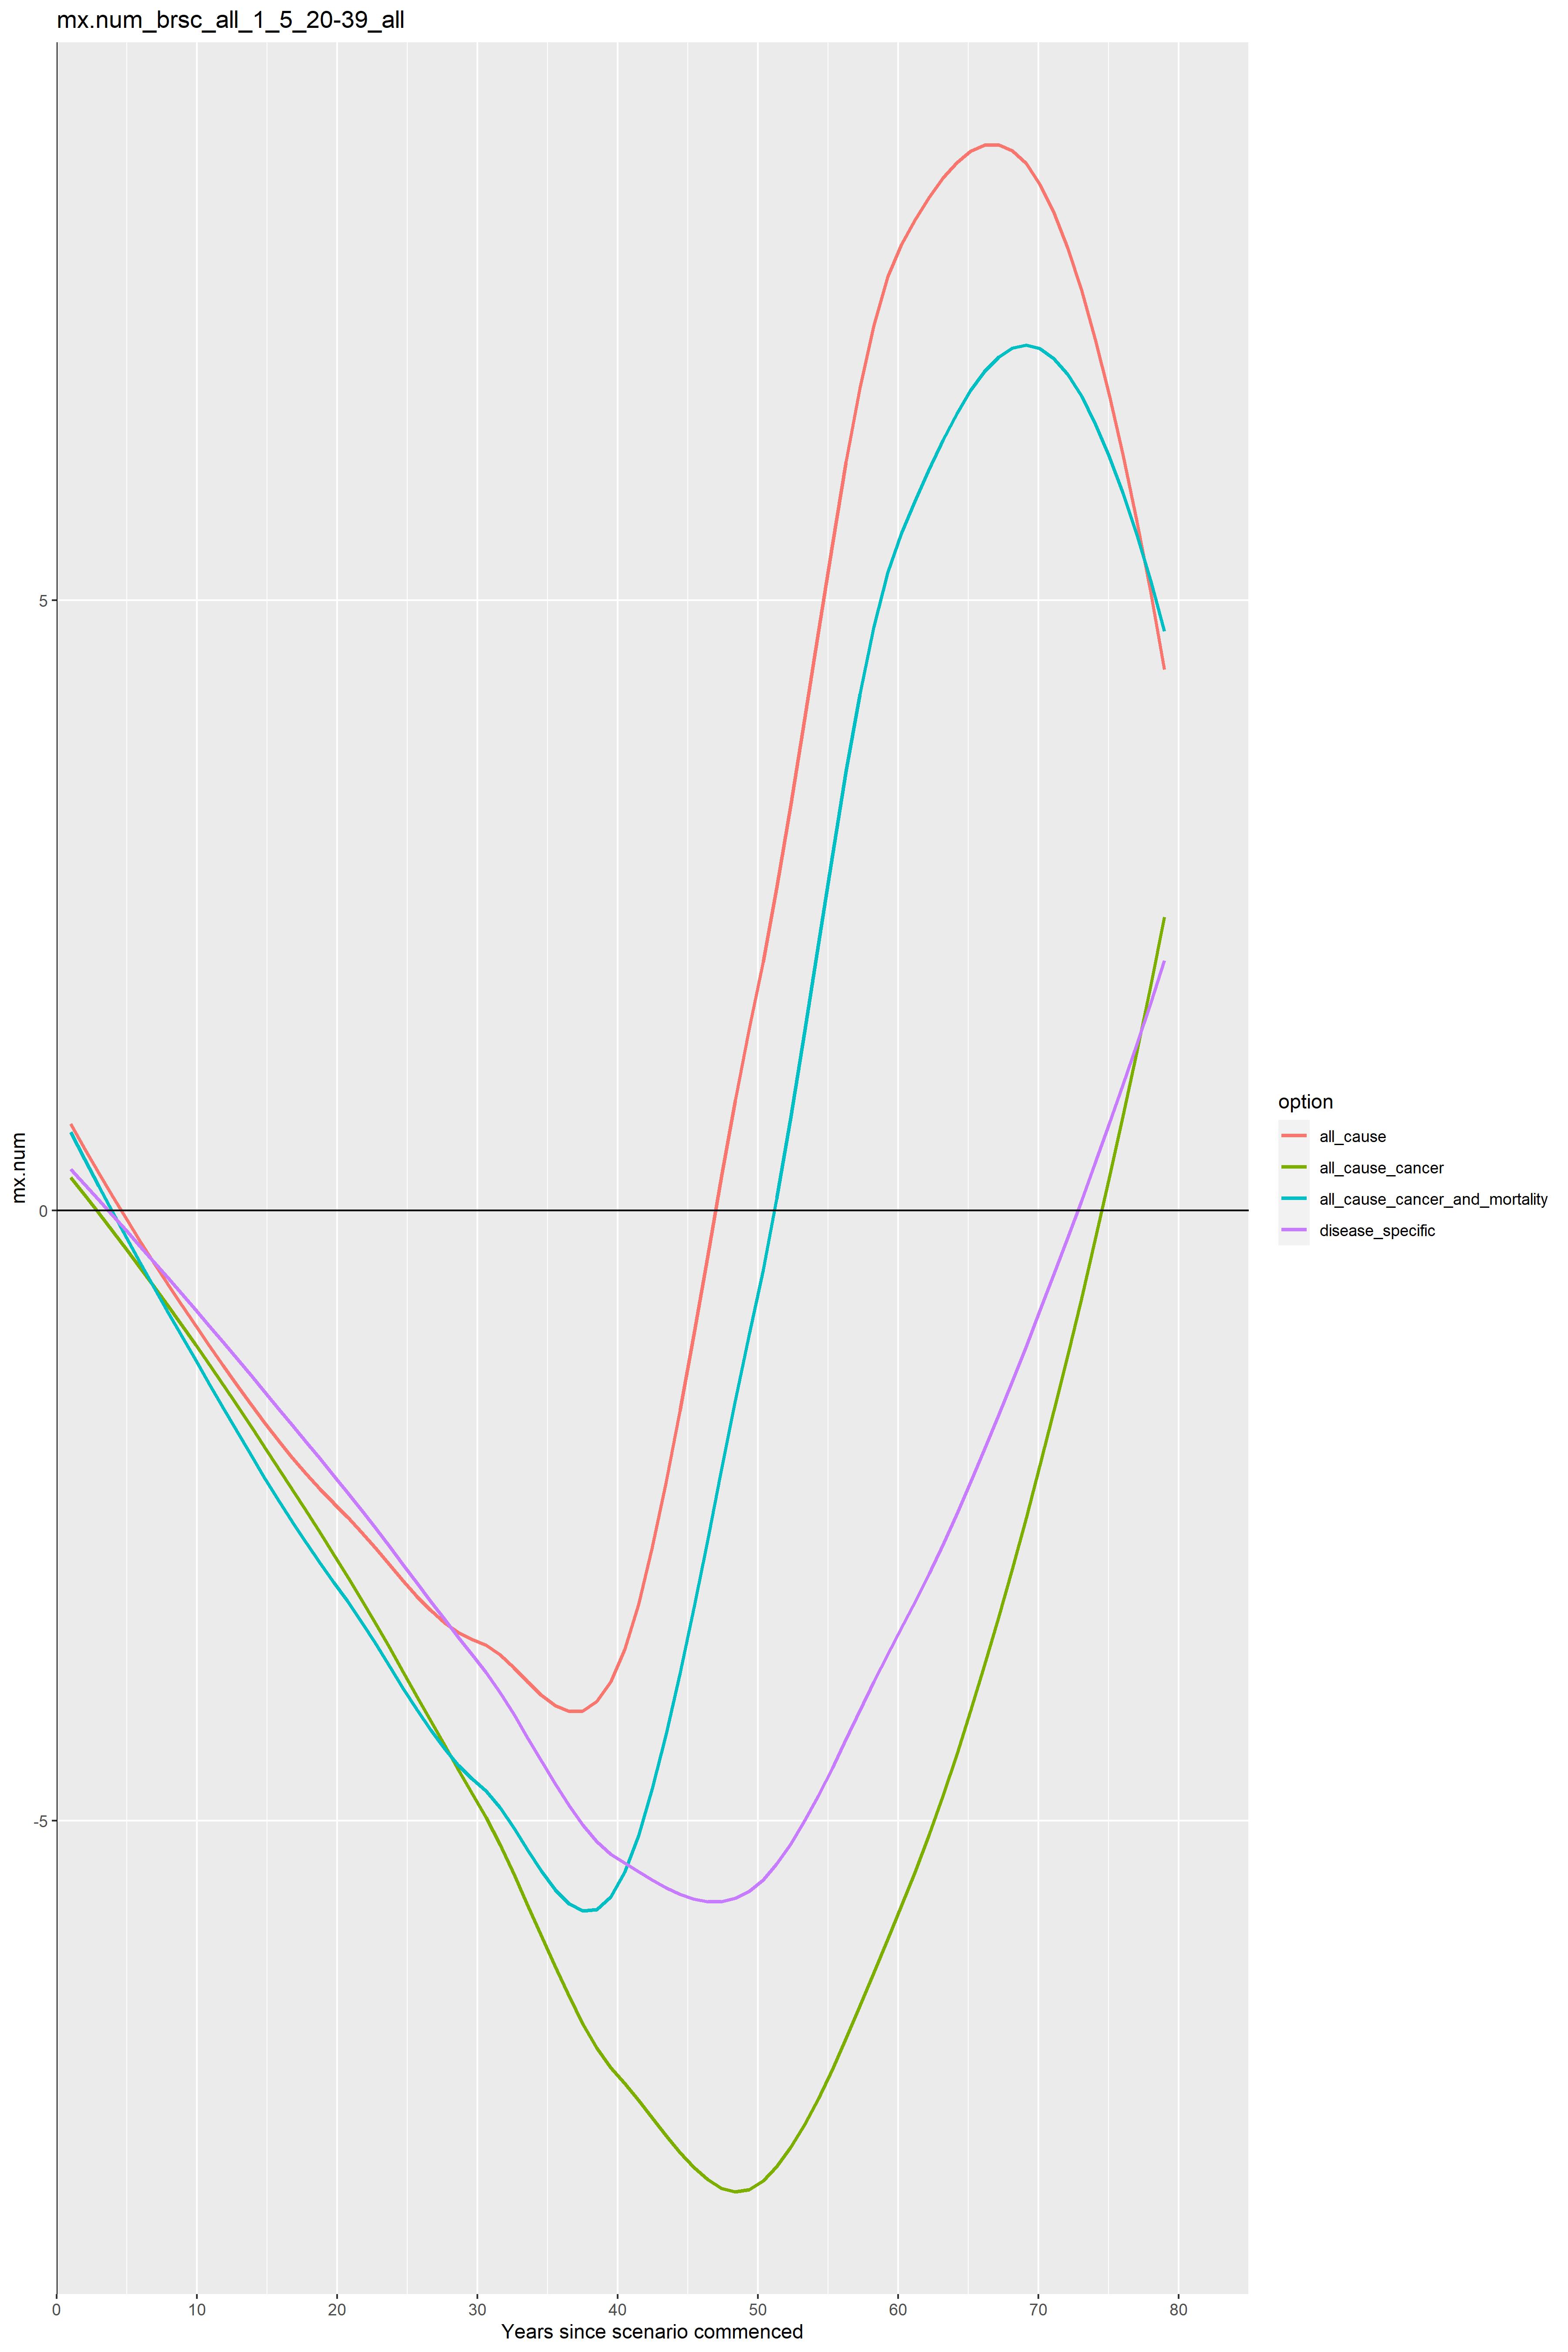 mx.num_brsc_all_1_5_20-39_all
mx.num
5
0
-5
0 10 20 30 40 50 60 70 80
Years since scenario commenced
option
all_cause
all_cause_cancer
all_cause_cancer_and_mortality
disease_specific